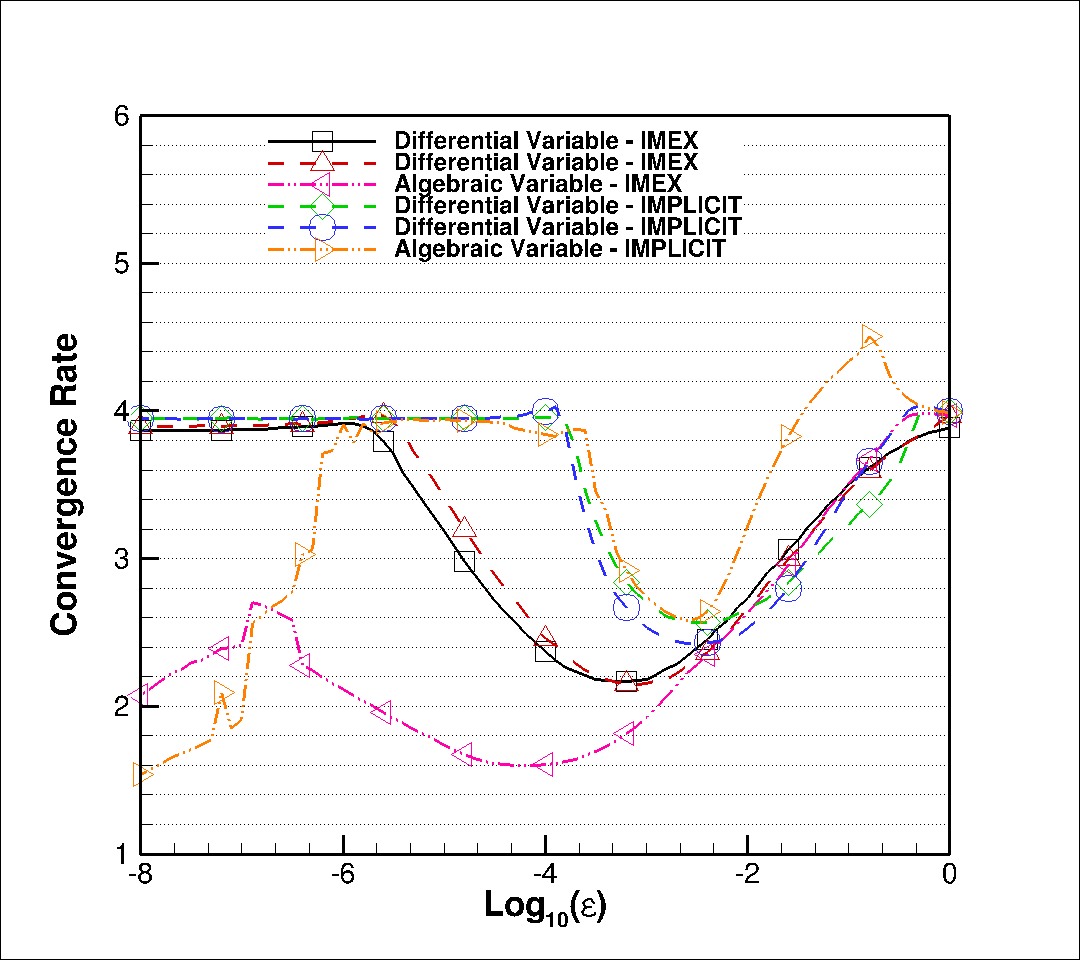 6
5
4
3
2
1
Convergence Rate
Differential Variable - IMEX
Differential Variable - IMEX
Algebraic Variable - IMEX
Differential Variable - IMPLICIT
Differential Variable - IMPLICIT
Algebraic Variable - IMPLICIT
-8 -6 -4 -2 0
Log10(ε)